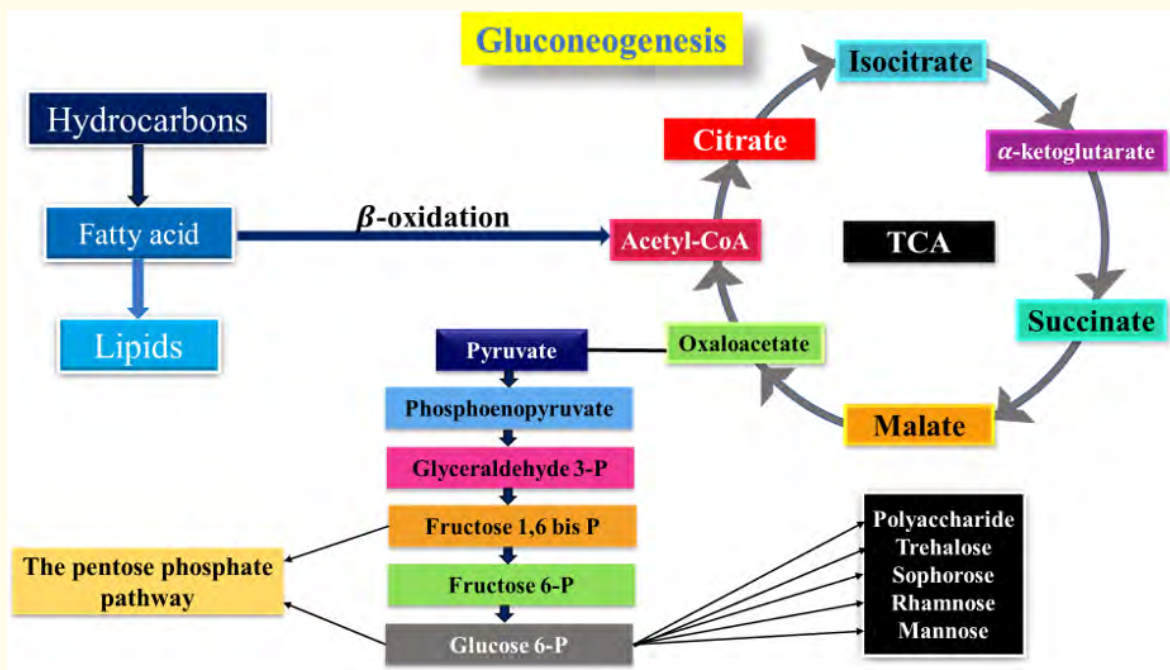 Gluconeogenesis
Hydrocarbons
Fatty acid
Lipids
β-oxidation
Isocitrate
Citrate
α-ketoglutarate
Acetyl-CoA
TCA
Succinate
Oxaloacetate
Malate
Pyruvate
Phosphoenopyruvate
Glyceraldehyde 3-P
Fructose 1,6 bis P
Fructose 6-P
Glucose 6-P
The pentose phosphate
pathway
Polyaccharide
Trehalose
Sophorose
Rhamnose
Mannose